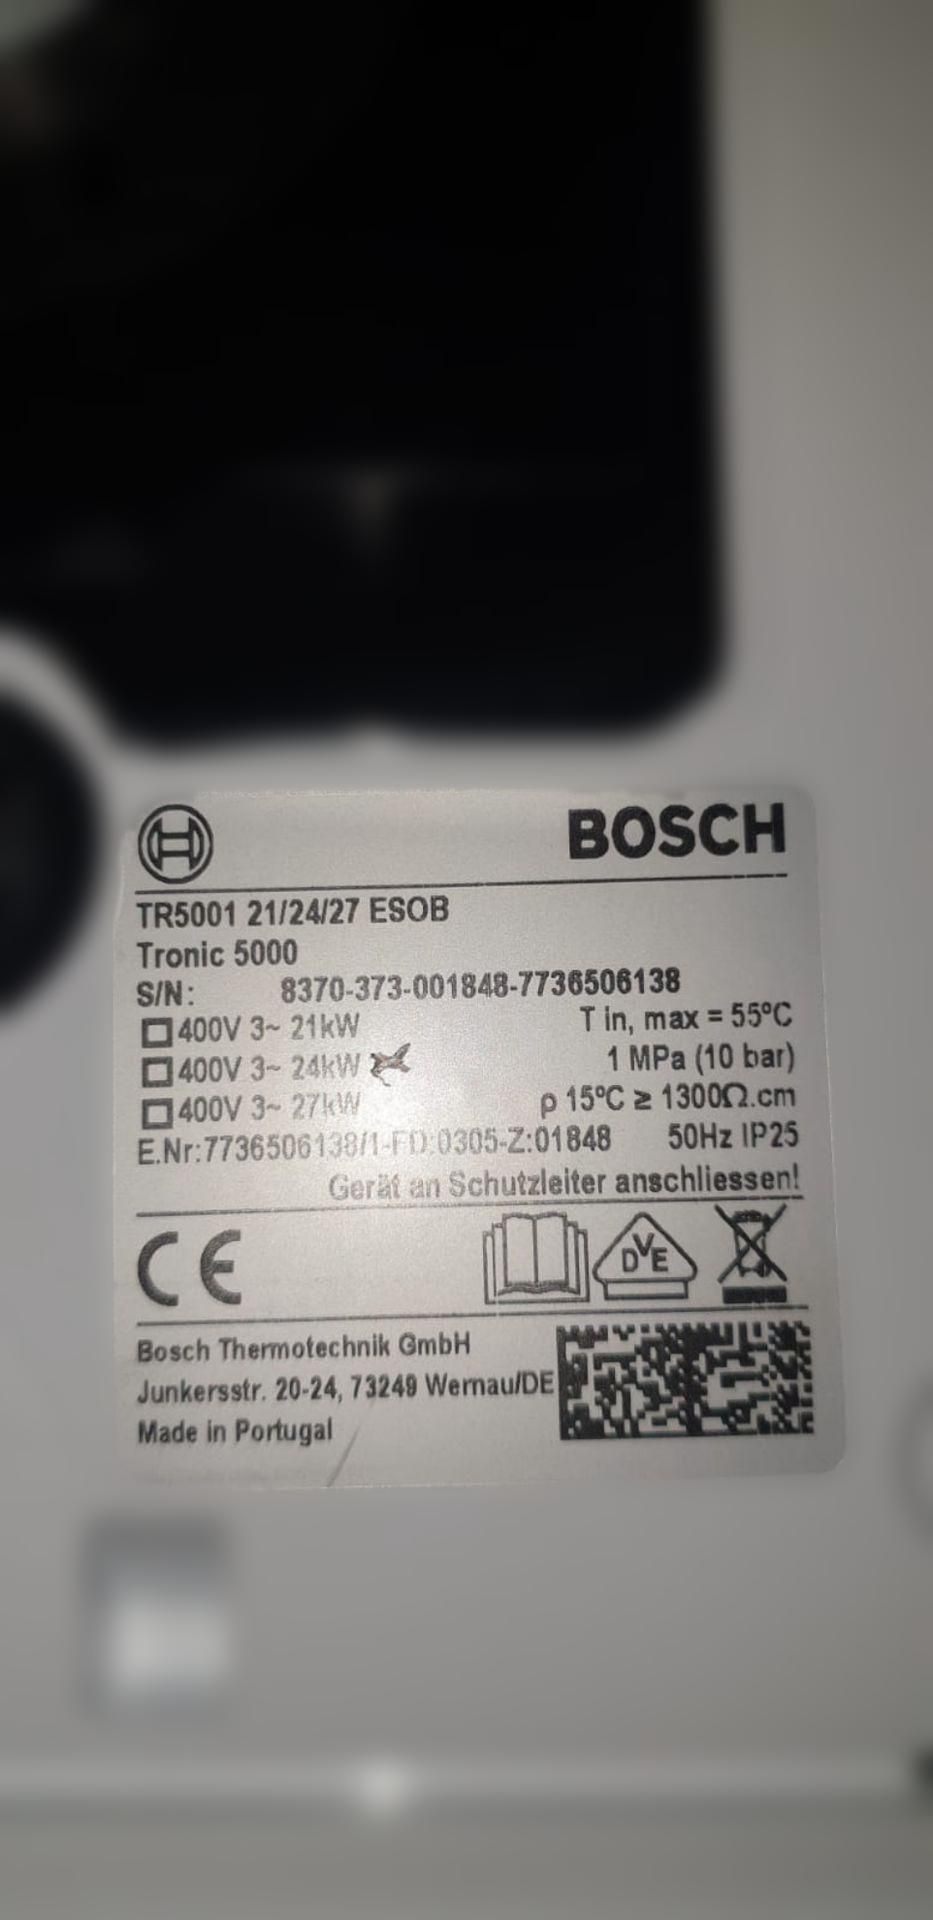 BOSCH
TR5001 21/24/27 ESOB
Tronic 5000
S/N: 8370-373-001848-7736506138
400V 3~ 21kW T in, max = 55ºC
400V 3~ 24kW 1 MPa (10 bar)
400V 3~ 27kW ρ 15ºC ≥ 1300Ω.cm
E.Nr:7736506138/1-FD:0305-Z:01848 50Hz IP25
Gerät an Schutzleiter anschliessen!
CE DVE
Bosch Thermotechnik GmbH
Junkersstr. 20-24, 73249 Wernau/DE
Made in Portugal